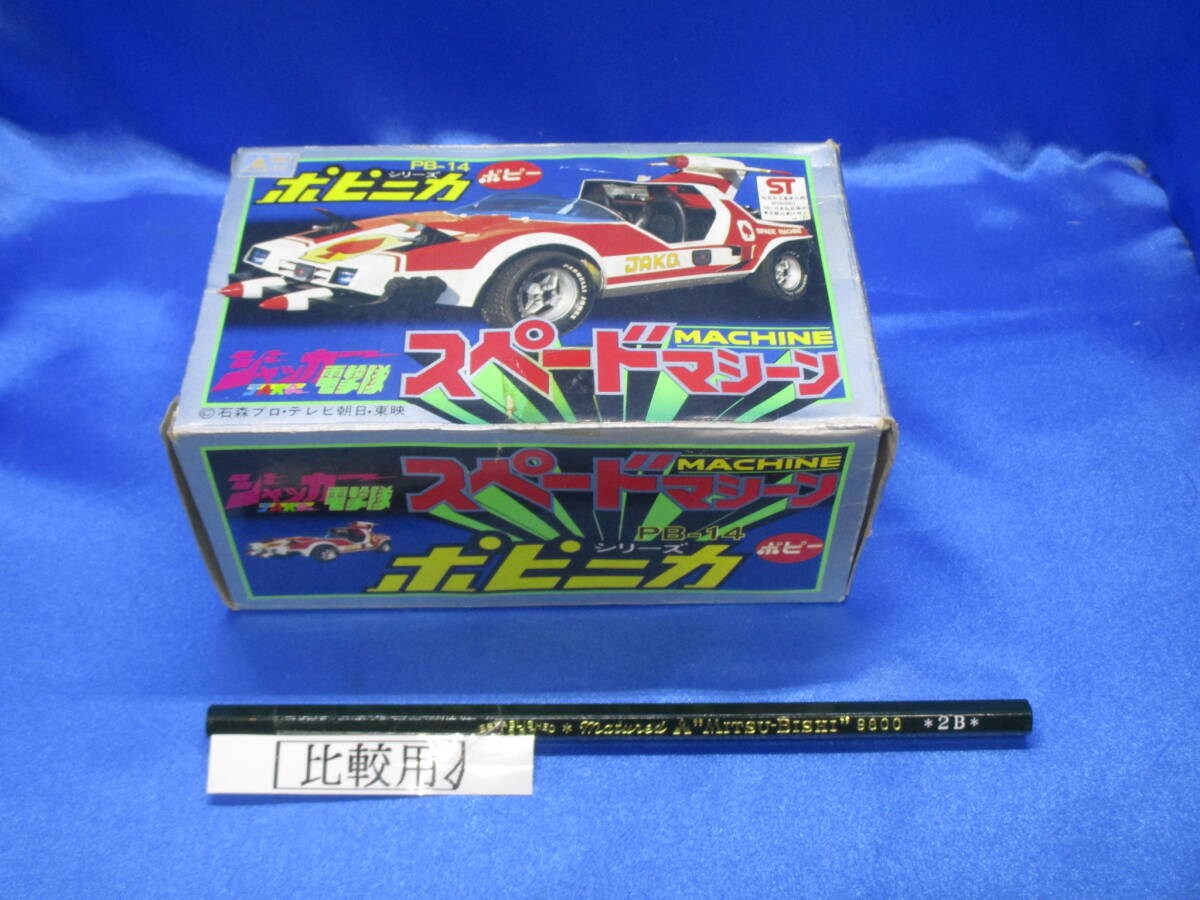 PB-14
シリーズ
ポピニカ
ポピー
ST
SPADE MACHINE
JAKQ
MACHINE
ジャッカー
電撃隊
スペードマシーン
©石森プロ・テレビ朝日・東映
ジャッカー
電撃隊
MACHINE
スペードマシーン
PB-14
シリーズ
ポピニカ
ポピー
* Matured "MITSU-BISHI" 9800 *2B*
比較用